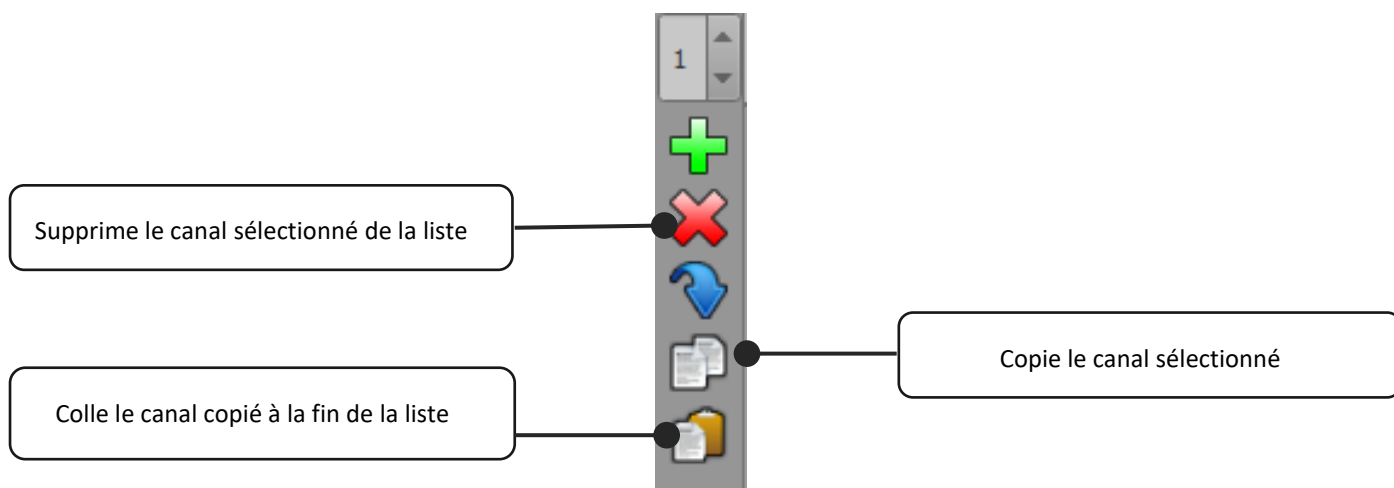 1
Supprime le canal sélectionné de la liste
Copie le canal sélectionné
Colle le canal copié à la fin de la liste